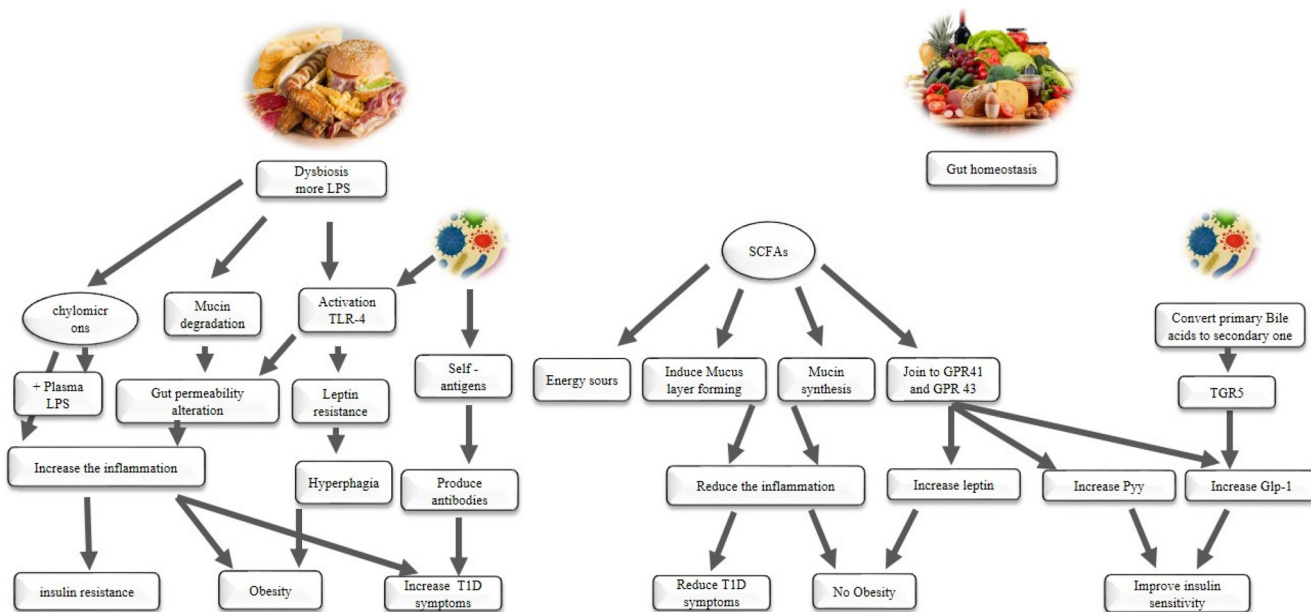 Dysbiosis
more LPS
Gut homeostasis
SCFAs
chylomicr
ons
Mucin
degradation
Activation
TLR-4
Convert primary Bile
acids to secondary one
+ Plasma
LPS
Gut permeability
alteration
Leptin
resistance
Self -
antigens
Energy sours
Induce Mucus
layer forming
Mucin
synthesis
Join to GPR41
and GPR 43
TGR5
Increase the inflammation
Hyperphagia
Produce
antibodies
Reduce the inflammation
Increase leptin
Increase Pyy
Increase Glp-1
insulin resistance
Obesity
Increase T1D
symptoms
Reduce T1D
symptoms
No Obesity
Improve insulin
sensitivity